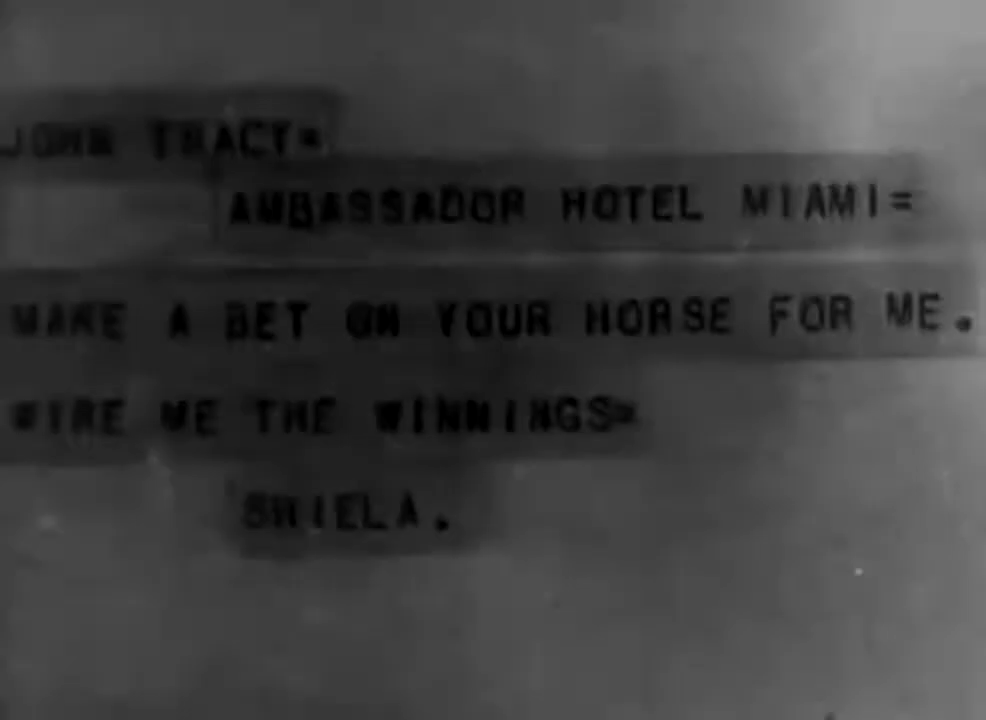 JOHN TRACY=
AMBASSADOR HOTEL MIAMI=
MAKE A BET ON YOUR HORSE FOR ME.
WIRE ME THE WINNINGS=
SHIELA.